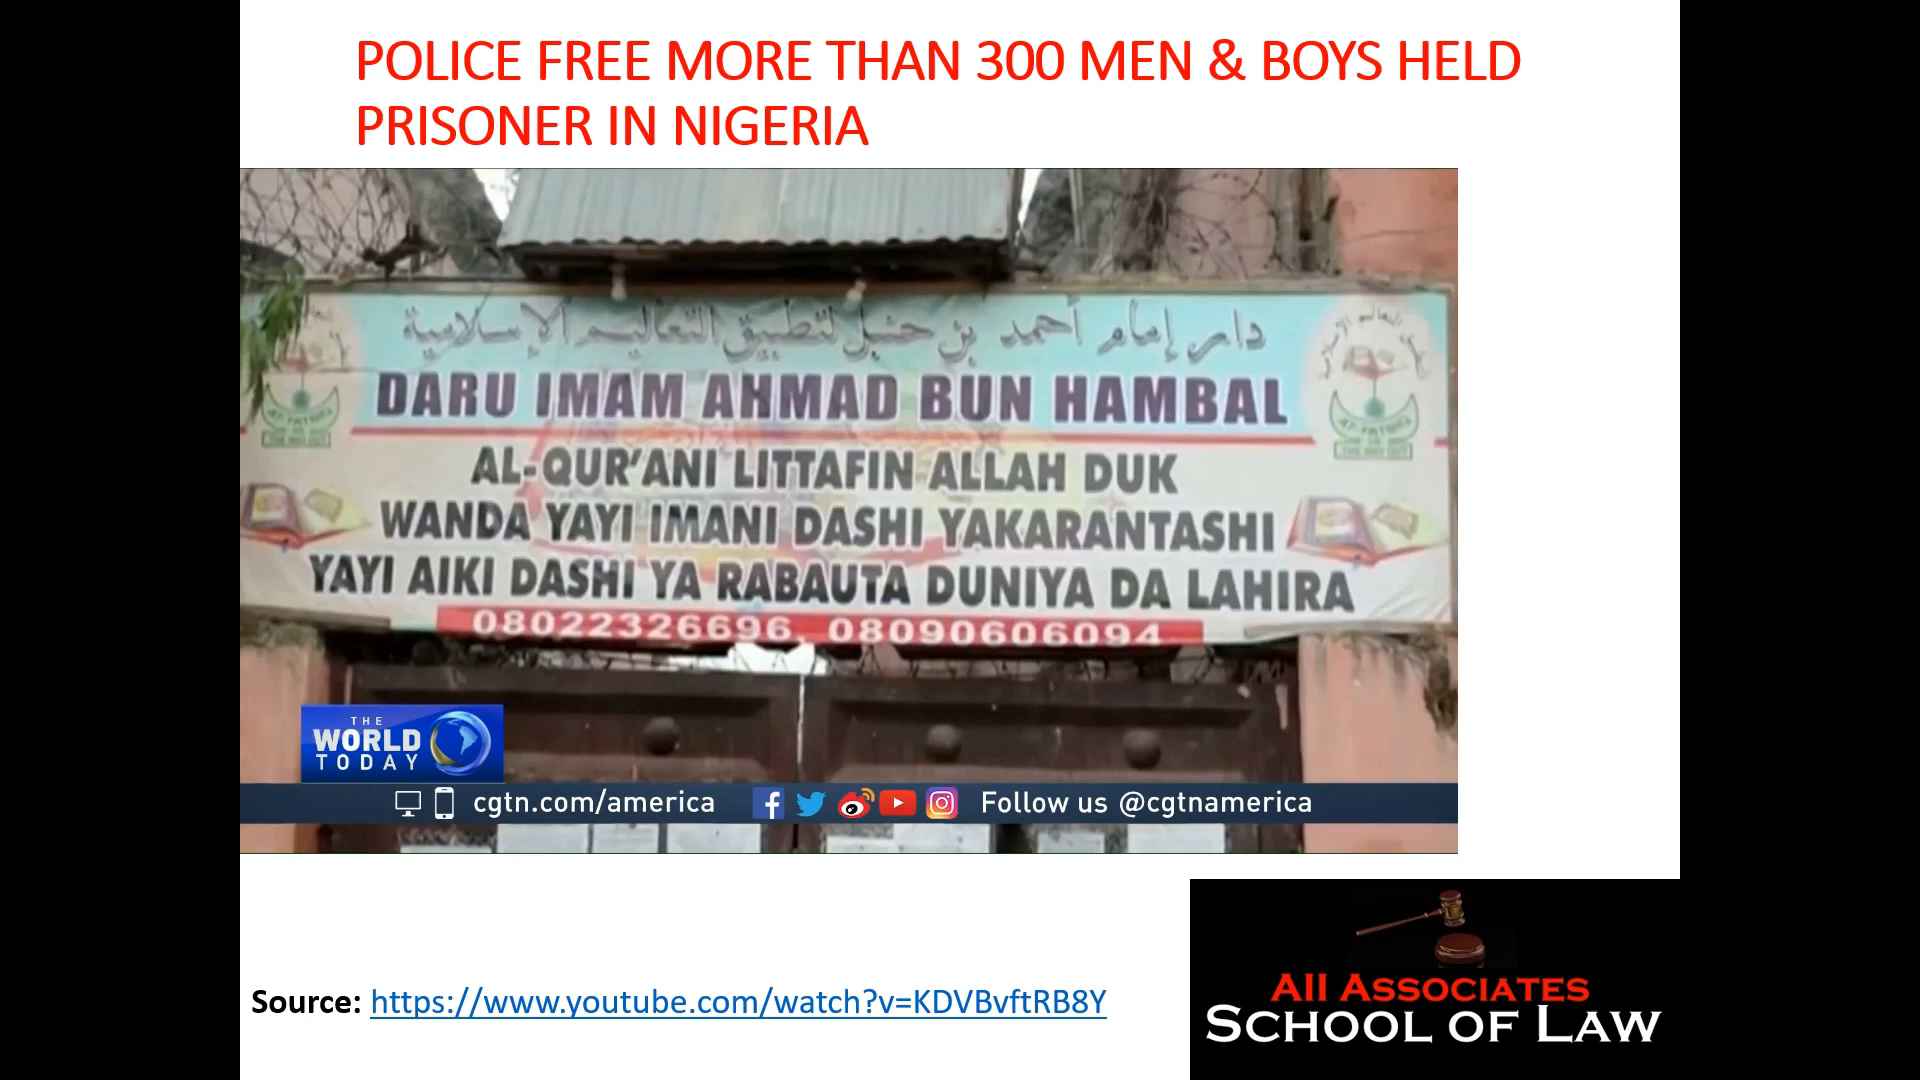 POLICE FREE MORE THAN 300 MEN & BOYS HELD
PRISONER IN NIGERIA
دار إمام أحمد بن حنبل لتطبيق التعاليم الإسلامية
DARU IMAM AHMAD BUN HAMBAL
AL-QUR'ANI LITTAFIN ALLAH DUK
WANDA YAYI IMANI DASHI YAKARANTASHI
YAYI AIKI DASHI YA RABAUTA DUNIYA DA LAHIRA
08022326696, 08090606094
THE
WORLD
TODAY
cgtn.com/america Follow us @cgtnamerica
Source: https://www.youtube.com/watch?v=KDVBvftRB8Y
All Associates
School of Law